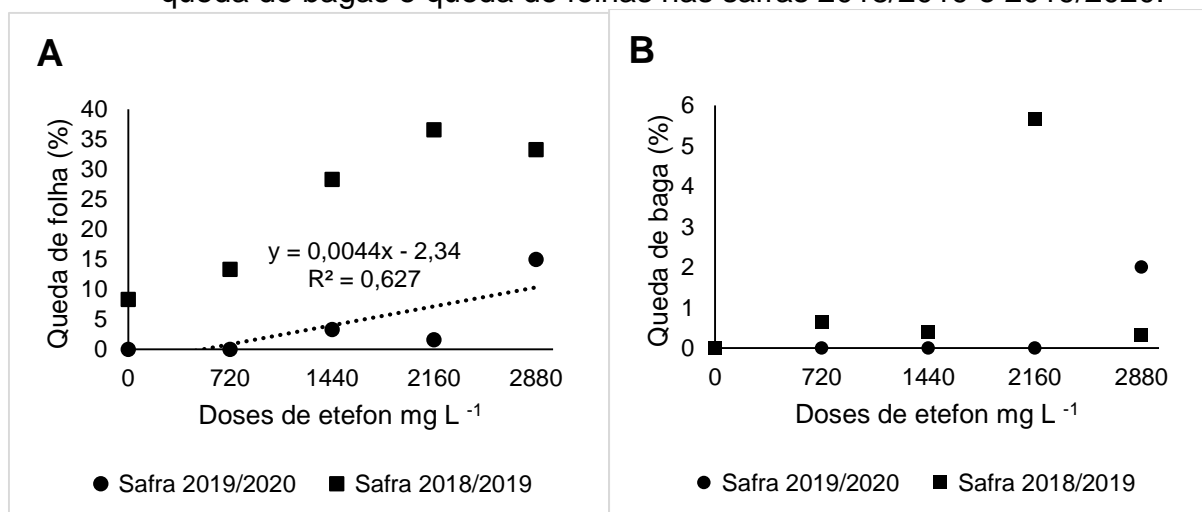 queda de bagas e queda de folhas nas safras 2018/2019 e 2019/2020.
A
Queda de folha (%)
40
35
30
25
20
15
10
5
0
y = 0,0044x - 2,34
R² = 0,627
0 720 1440 2160 2880
Doses de etefon mg L -1
Safra 2019/2020 Safra 2018/2019
B
Queda de baga (%)
6
5
4
3
2
1
0
0 720 1440 2160 2880
Doses de etefon mg L -1
Safra 2019/2020 Safra 2018/2019